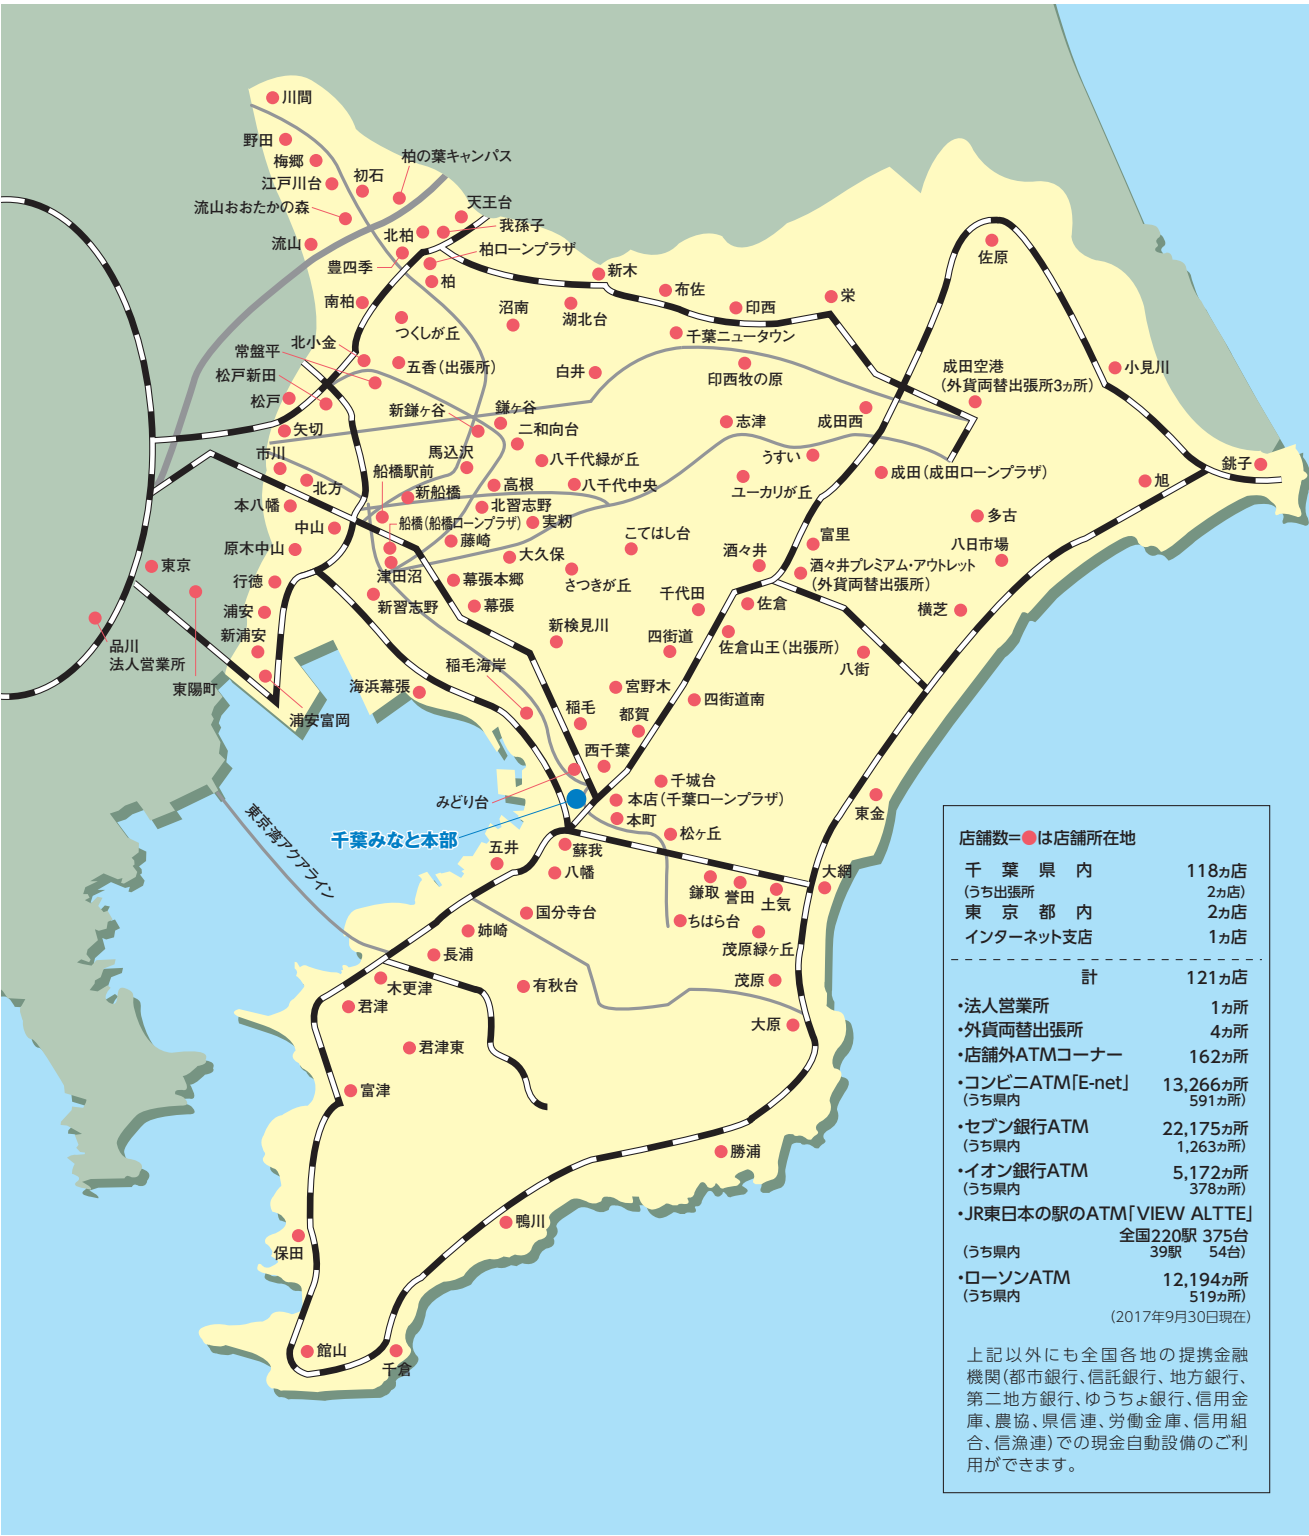 川間
野田
梅郷
江戸川台
初石
柏の葉キャンパス
流山おおたかの森
流山
天王台
北柏
我孫子
柏ローンプラザ
豊四季
柏
新木
布佐
印西
栄
佐原
南柏
つくしが丘
沼南
湖北台
千葉ニュータウン
北小金
常盤平
五香（出張所）
松戸新田
白井
印西牧の原
成田空港
（外貨両替出張所3ヵ所）
小見川
松戸
新鎌ヶ谷
鎌ヶ谷
志津
成田西
矢切
二和向台
市川
馬込沢
八千代緑が丘
うすい
船橋駅前
北方
新船橋
高根
八千代中央
ユーカリが丘
成田（成田ローンプラザ）
旭
銚子
本八幡
北習志野
中山
船橋（船橋ローンプラザ）
実籾
多古
藤崎
こてはし台
富里
八日市場
原木中山
大久保
酒々井
東京
津田沼
さつきが丘
酒々井プレミアム・アウトレット
（外貨両替出張所）
行徳
幕張本郷
千代田
佐倉
横芝
浦安
新習志野
幕張
新検見川
四街道
佐倉山王（出張所）
新浦安
品川
法人営業所
稲毛海岸
八街
東陽町
海浜幕張
宮野木
四街道南
浦安富岡
稲毛
都賀
西千葉
千城台
みどり台
本店（千葉ローンプラザ）
東金
本町
千葉みなと本部
松ヶ丘
東京湾アクアライン
五井
蘇我
八幡
鎌取
誉田
土気
大網
国分寺台
ちはら台
姉崎
茂原緑ヶ丘
長浦
木更津
有秋台
茂原
君津
大原
君津東
富津
勝浦
鴨川
保田
館山
千倉
店舗数=●は店舗所在地
千葉県内 118ヵ店
（うち出張所 2ヵ店）
東京都内 2ヵ店
インターネット支店 1ヵ店
計 121ヵ店
・法人営業所 1ヵ所
・外貨両替出張所 4ヵ所
・店舗外ATMコーナー 162ヵ所
・コンビニATM「E-net」 13,266ヵ所
（うち県内 591ヵ所）
・セブン銀行ATM 22,175ヵ所
（うち県内 1,263ヵ所）
・イオン銀行ATM 5,172ヵ所
（うち県内 378ヵ所）
・JR東日本の駅のATM「VIEW ALTTE」
全国220駅 375台
（うち県内 39駅 54台）
・ローソンATM 12,194ヵ所
（うち県内 519ヵ所）
（2017年9月30日現在）
上記以外にも全国各地の提携金融
機関（都市銀行、信託銀行、地方銀行、
第二地方銀行、ゆうちょ銀行、信用金
庫、農協、県信連、労働金庫、信用組
合、信漁連）での現金自動設備のご利
用ができます。